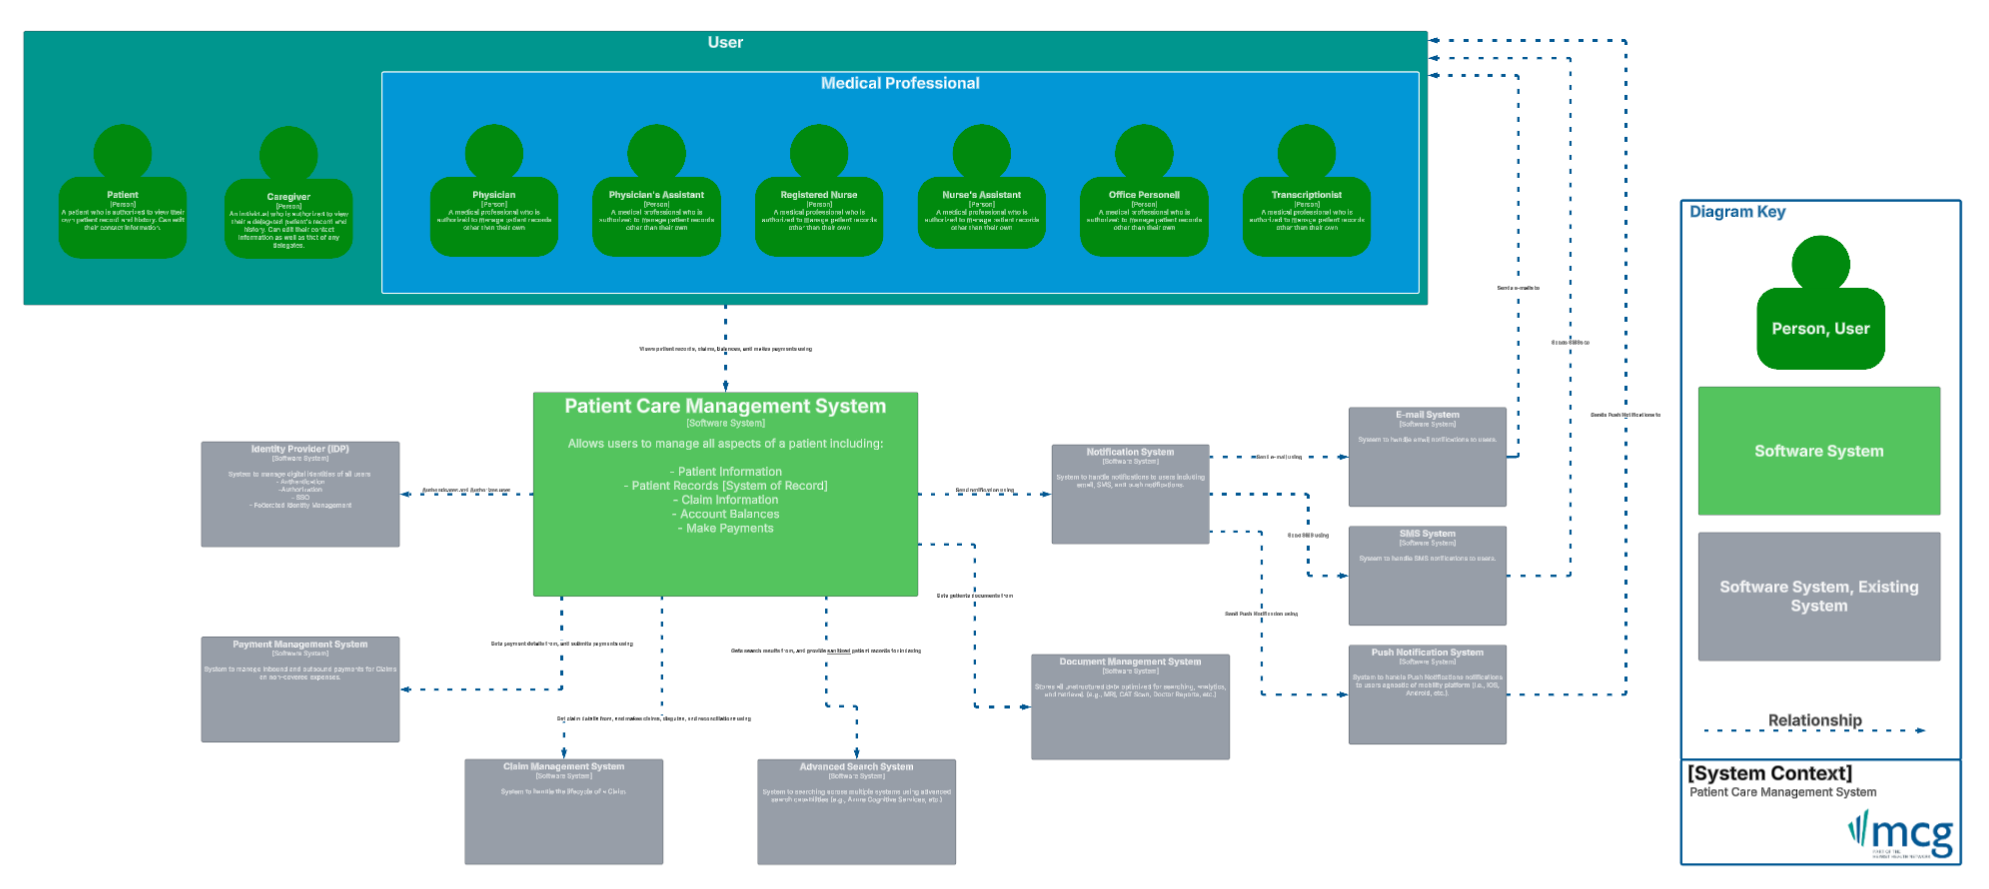 User
Medical Professional
Patient
[Person]
A patient who is authorized to view their
own patient record and history. Can edit
their contact information.
Caregiver
[Person]
An individual who is authorized to view
their a delegated patient's record and
history. Can edit their contact
information as well as that of any
delegates.
Physician
[Person]
A medical professional who is
authorized to manage patient records
other than their own
Physician's Assistant
[Person]
A medical professional who is
authorized to manage patient records
other than their own
Registered Nurse
[Person]
A medical professional who is
authorized to manage patient records
other than their own
Nurse's Assistant
[Person]
A medical professional who is
authorized to manage patient records
other than their own
Office Personell
[Person]
A medical professional who is
authorized to manage patient records
other than their own
Transcriptionist
[Person]
A medical professional who is
authorized to manage patient records
other than their own
Views patient records, claims, balances, and makes payments using
Patient Care Management System
[Software System]
Allows users to manage all aspects of a patient including:
- Patient Information
- Patient Records [System of Record]
- Claim Information
- Account Balances
- Make Payments
Identity Provider (IDP)
[Software System]
System to manage digital identities of all users
- Authentication
- Authorization
- SSO
- Federated Identity Management
Authenticates and
Send notification using
Notification System
[Software System]
System to handle notifications to users including
email, SMS, and push notifications.
Send e-mail using
Send SMS using
Send Push Notification using
E-mail System
[Software System]
System to handle email notifications to users.
SMS System
[Software System]
System to handle SMS notifications to users.
Push Notification System
[Software System]
System to handle Push Notifications notifications
to users agnostic of mobility platform (i.e., iOS,
Android, etc.).
Sends e-mails to
Sends Push Notifications to
Gets patients documents from
Document Management System
[Software System]
Stores all unstructured data optimized for searching, analytics,
and retrieval. (e.g., MRI, CAT Scan, Doctor Reports, etc.)
Gets payment details from, and submits payments using
Payment Management System
[Software System]
System to manage inbound and outbound payments for Claims
or non-covered expenses.
Gets search results from, and provide sanitized patient records for indexing
Get claim details from, and makes claims, disputes, and reconciliations using
Claim Management System
[Software System]
System to handle the lifecycle of a Claim.
Advanced Search System
[Software System]
System to searching across multiple systems using advanced
search capabilities (e.g., Azure Cognitive Services, etc.)
Diagram Key
Person, User
Software System
Software System, Existing
System
Relationship
[System Context]
Patient Care Management System
mcg
PART OF THE
HEARST HEALTH NETWORK